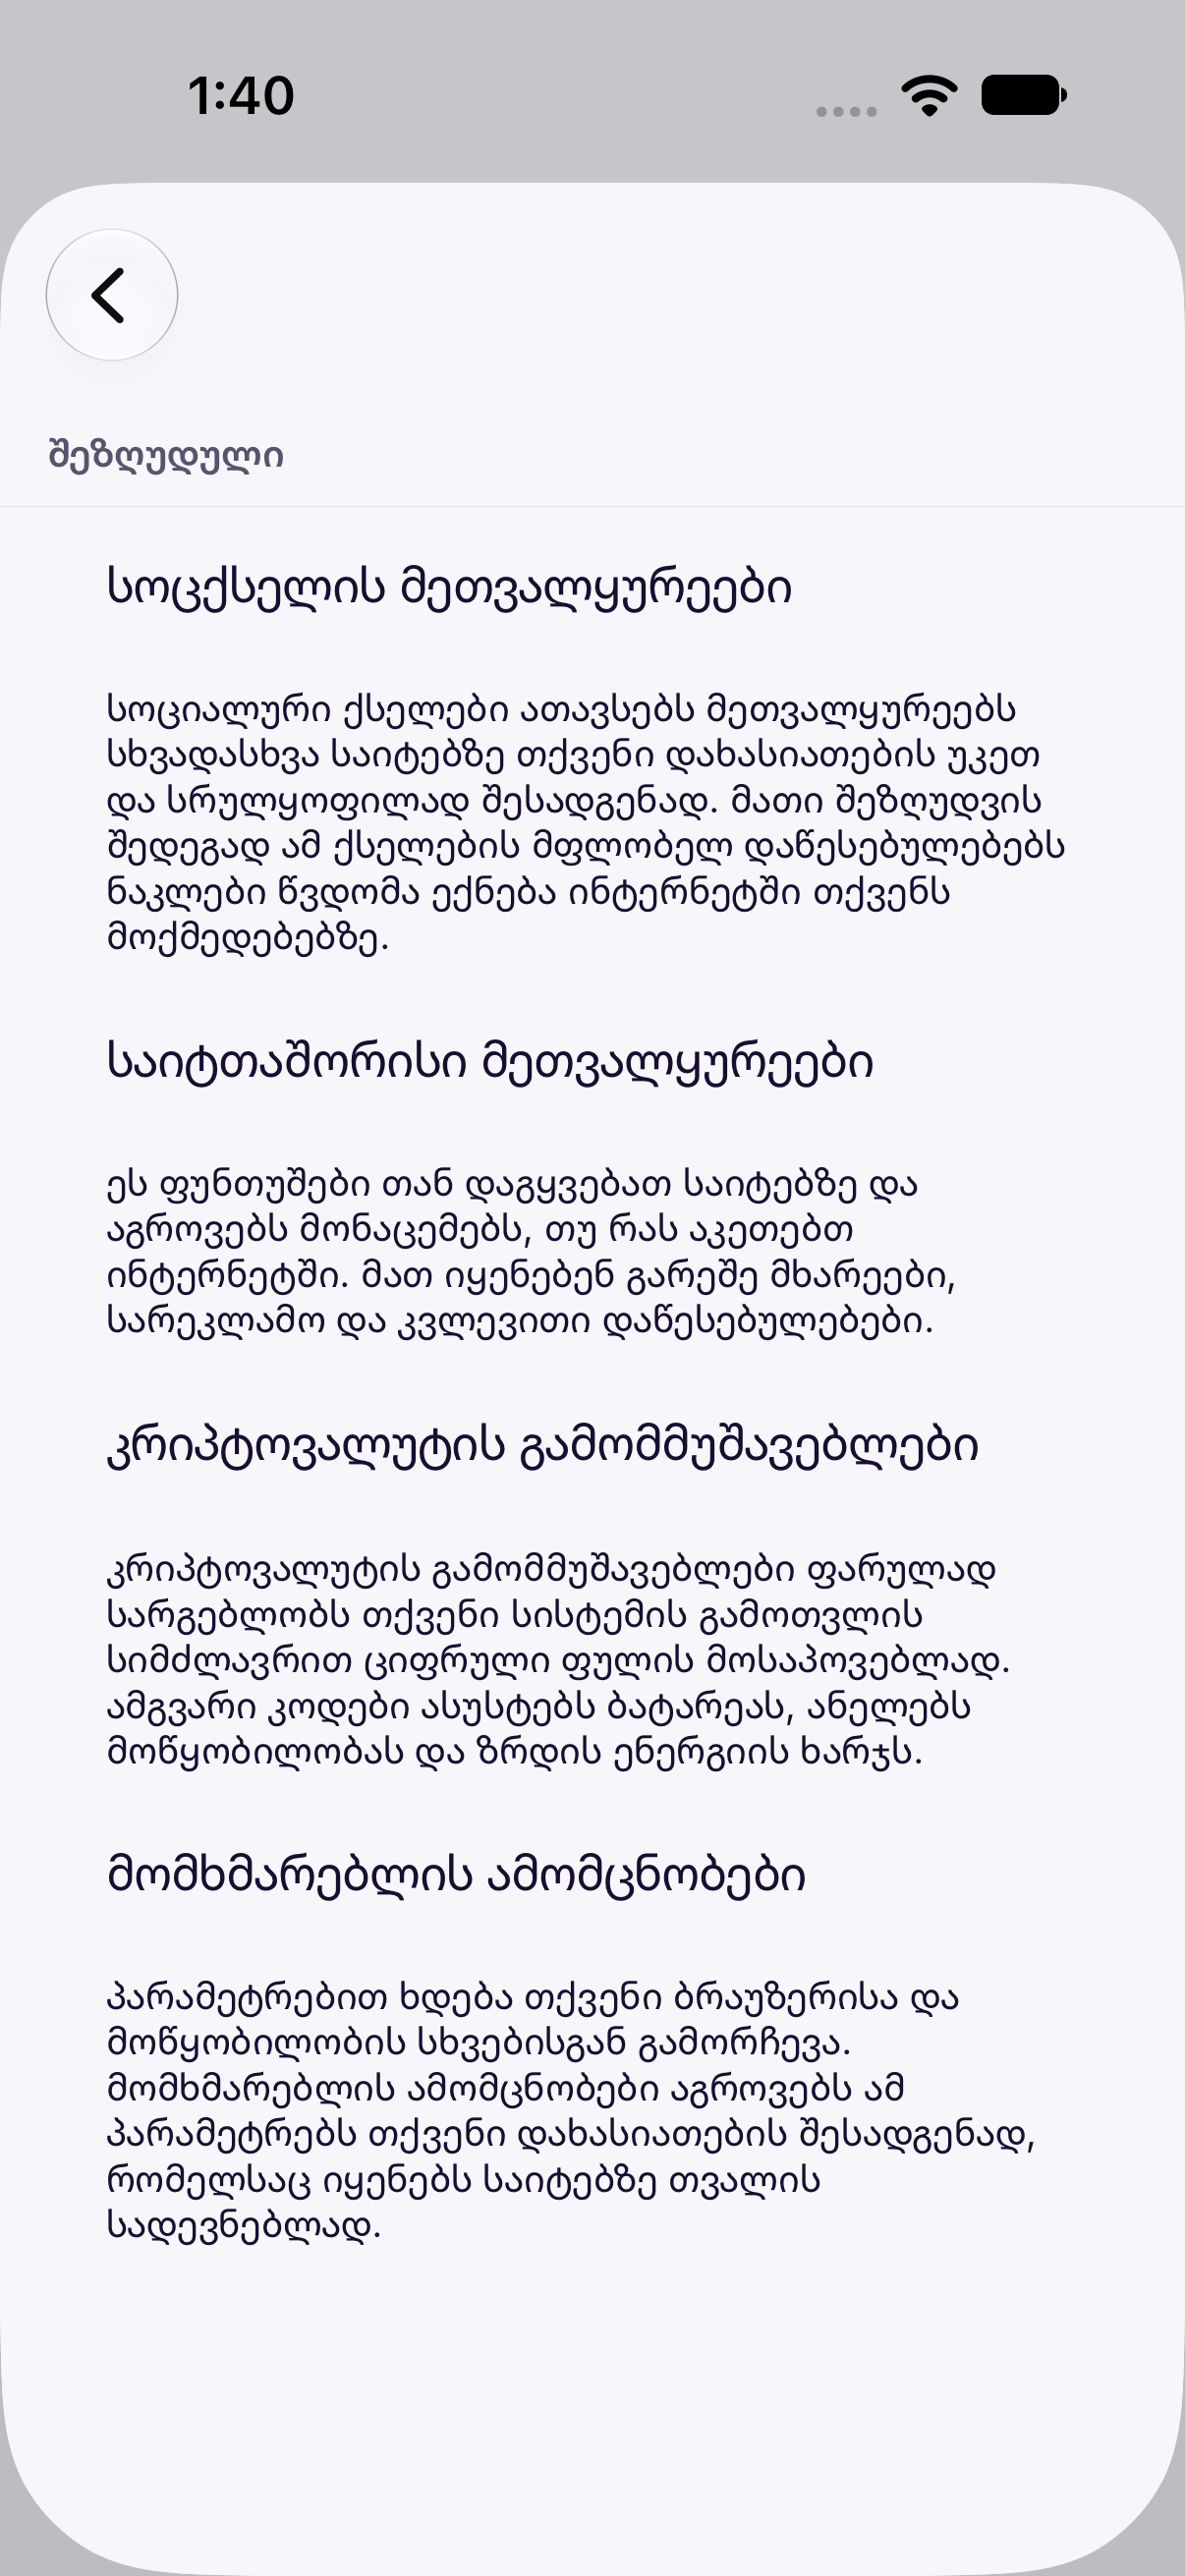 1:40
შეზღუდული
სოცქსელის მეთვალყურეები
სოციალური ქსელები ათავსებს მეთვალყურეებს
სხვადასხვა საიტებზე თქვენი დახასიათების უკეთ
და სრულყოფილად შესადგენად. მათი შეზღუდვის
შედეგად ამ ქსელების მფლობელ დაწესებულებებს
ნაკლები წვდომა ექნება ინტერნეტში თქვენს
მოქმედებებზე.
საიტთაშორისი მეთვალყურეები
ეს ფუნთუშები თან დაგყვებათ საიტებზე და
აგროვებს მონაცემებს, თუ რას აკეთებთ
ინტერნეტში. მათ იყენებენ გარეშე მხარეები,
სარეკლამო და კვლევითი დაწესებულებები.
კრიპტოვალუტის გამომმუშავებლები
კრიპტოვალუტის გამომმუშავებლები ფარულად
სარგებლობს თქვენი სისტემის გამოთვლის
სიმძლავრით ციფრული ფულის მოსაპოვებლად.
ამგვარი კოდები ასუსტებს ბატარეას, ანელებს
მოწყობილობას და ზრდის ენერგიის ხარჯს.
მომხმარებლის ამომცნობები
პარამეტრებით ხდება თქვენი ბრაუზერისა და
მოწყობილობის სხვებისგან გამორჩევა.
მომხმარებლის ამომცნობები აგროვებს ამ
პარამეტრებს თქვენი დახასიათების შესადგენად,
რომელსაც იყენებს საიტებზე თვალის
სადევნებლად.